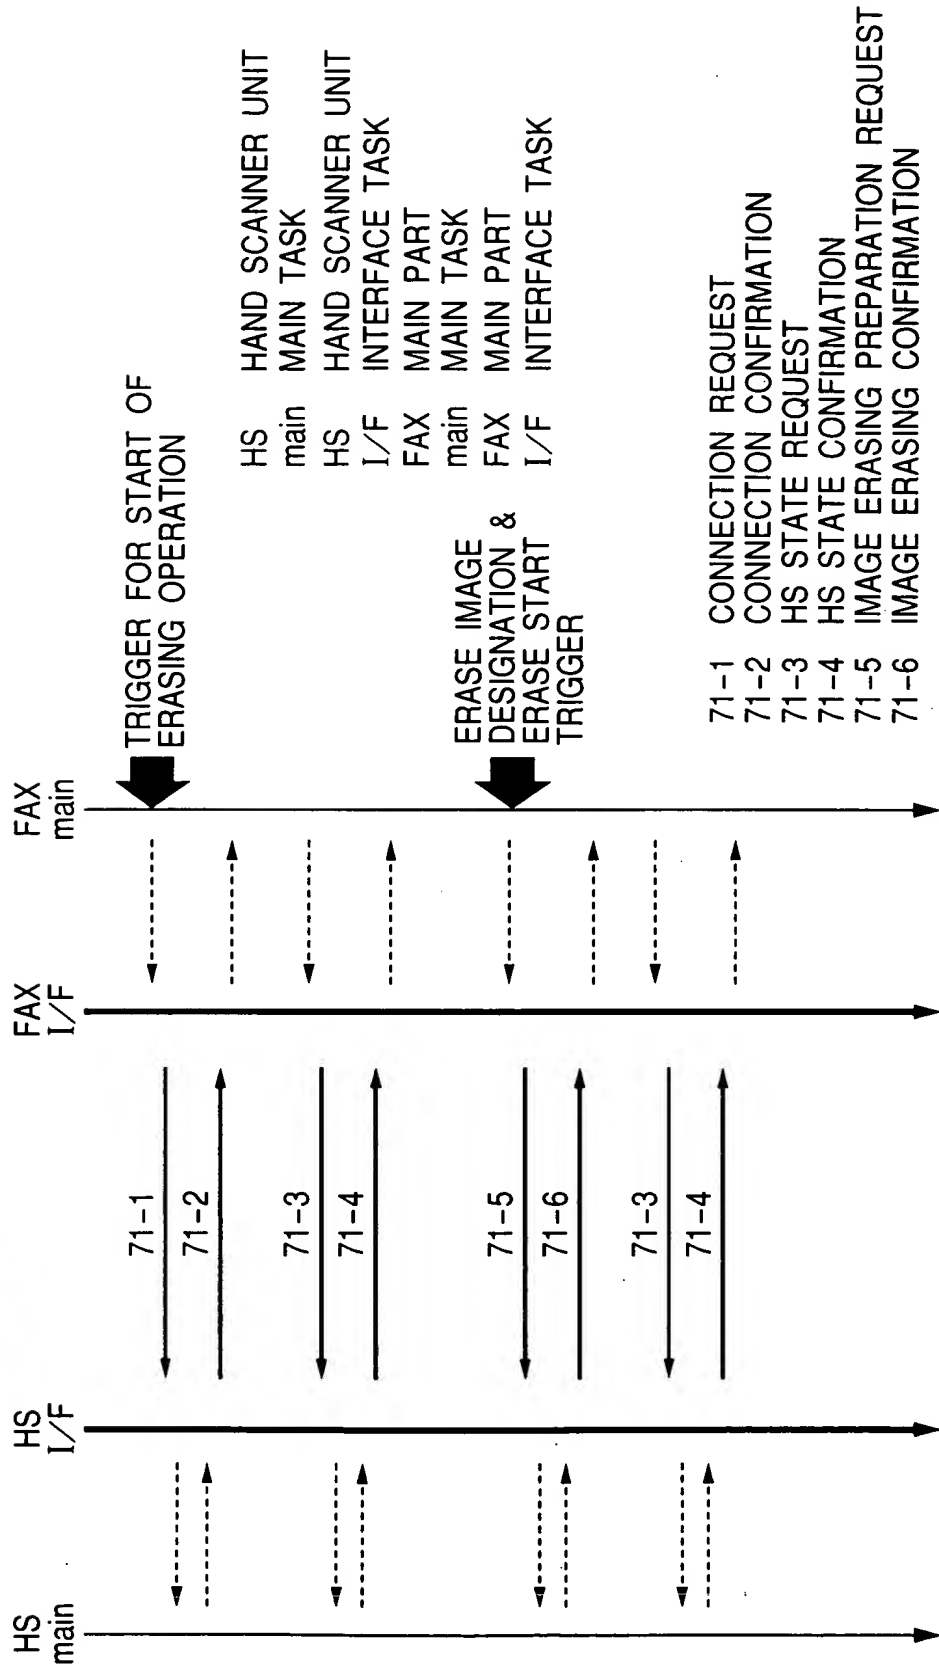 HS
main
HS
I/F
FAX
I/F
FAX
main
TRIGGER FOR START OF
ERASING OPERATION
71-1
71-2
71-3
71-4
ERASE IMAGE
DESIGNATION &
ERASE START
TRIGGER
71-5
71-6
71-3
71-4
HS HAND SCANNER UNIT
main MAIN TASK
HS HAND SCANNER UNIT
I/F INTERFACE TASK
FAX MAIN PART
main MAIN TASK
FAX MAIN PART
I/F INTERFACE TASK
71-1 CONNECTION REQUEST
71-2 CONNECTION CONFIRMATION
71-3 HS STATE REQUEST
71-4 HS STATE CONFIRMATION
71-5 IMAGE ERASING PREPARATION REQUEST
71-6 IMAGE ERASING CONFIRMATION